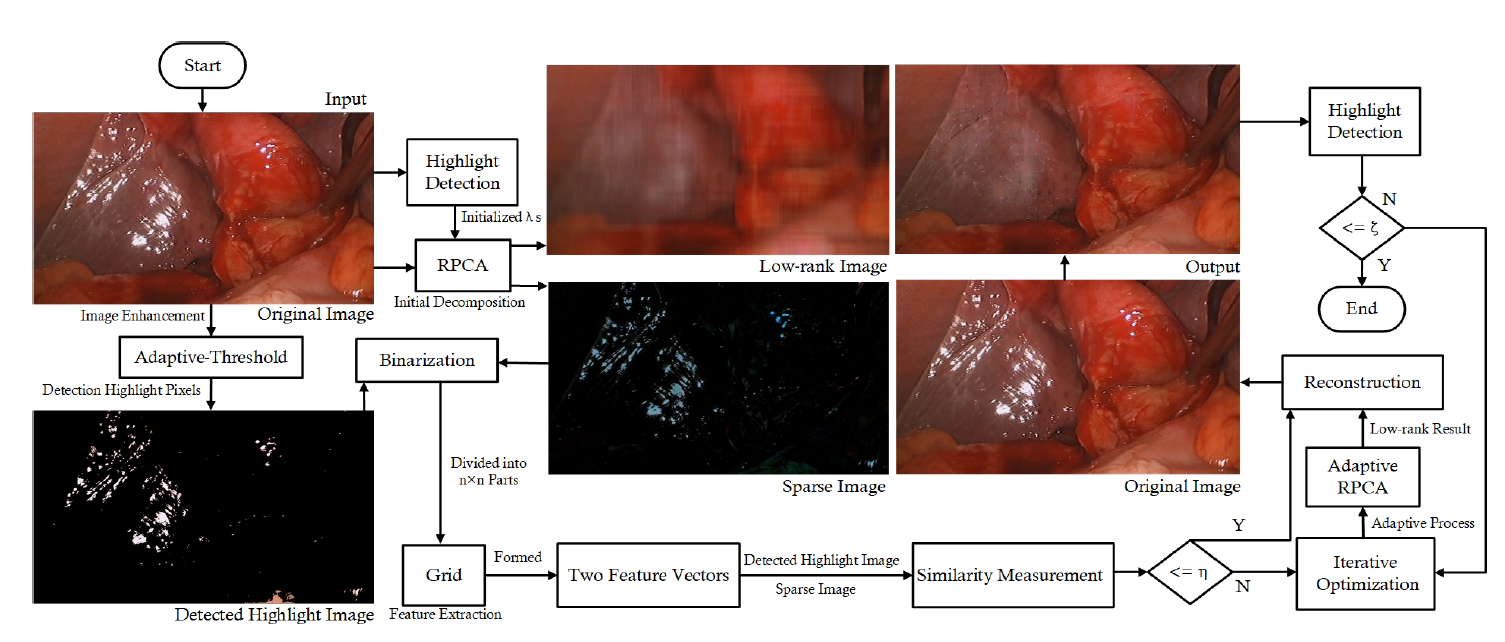 Start
Input
Original Image
Highlight
Detection
Initialized λ s
RPCA
Initial Decomposition
Low-rank Image
Output
Highlight
Detection
N
<= ζ
Y
End
Image Enhancement
Adaptive-Threshold
Detection Highlight Pixels
Binarization
Sparse Image
Original Image
Reconstruction
Low-rank Result
Adaptive
RPCA
Adaptive Process
Divided into
n×n Parts
Detected Highlight Image
Grid
Feature Extraction
Formed
Two Feature Vectors
Detected Highlight Image
Sparse Image
Similarity Measurement
<= η
Y
N
Iterative
Optimization